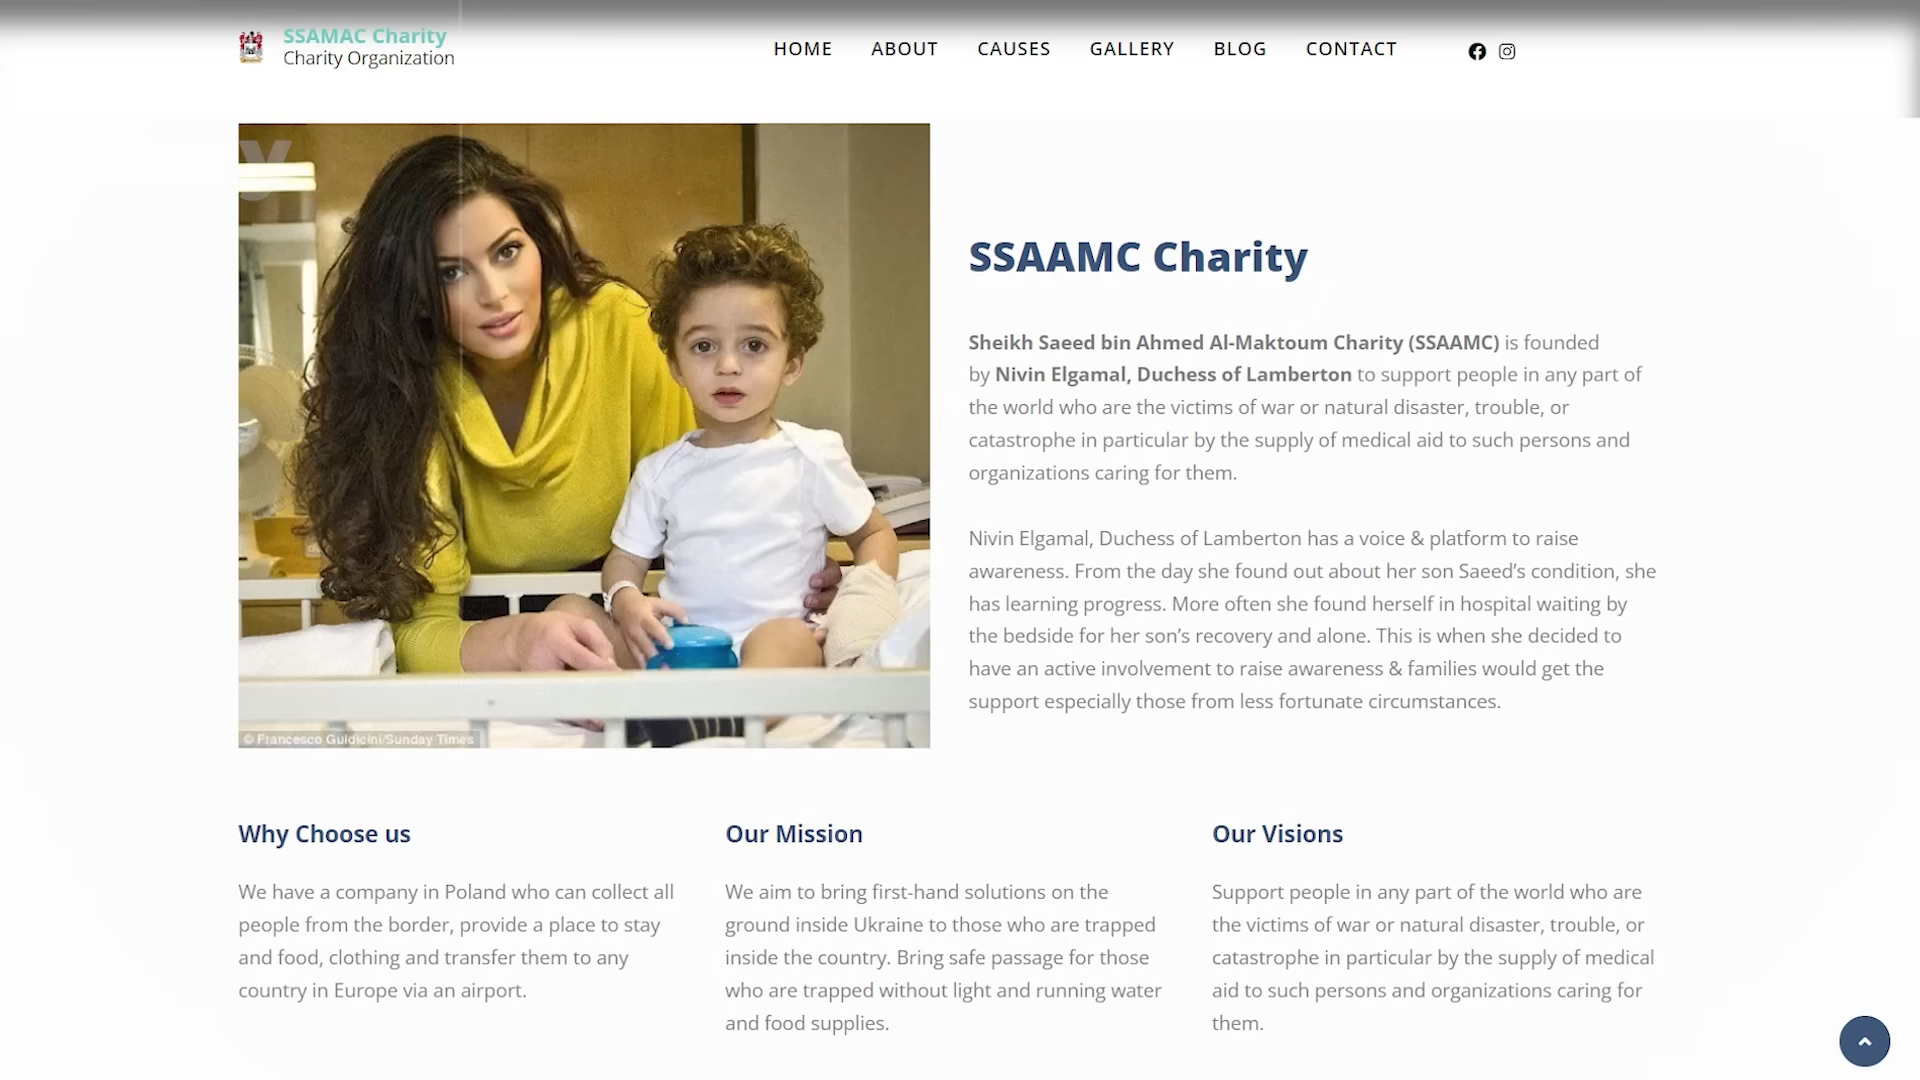 SSAMAC Charity
Charity Organization
HOME ABOUT CAUSES GALLERY BLOG CONTACT
y
© Francesco Guidicini/Sunday Times
SSAAMC Charity
Sheikh Saeed bin Ahmed Al-Maktoum Charity (SSAAMC) is founded
by Nivin Elgamal, Duchess of Lamberton to support people in any part of
the world who are the victims of war or natural disaster, trouble, or
catastrophe in particular by the supply of medical aid to such persons and
organizations caring for them.
Nivin Elgamal, Duchess of Lamberton has a voice & platform to raise
awareness. From the day she found out about her son Saeed’s condition, she
has learning progress. More often she found herself in hospital waiting by
the bedside for her son’s recovery and alone. This is when she decided to
have an active involvement to raise awareness & families would get the
support especially those from less fortunate circumstances.
Why Choose us
We have a company in Poland who can collect all
people from the border, provide a place to stay
and food, clothing and transfer them to any
country in Europe via an airport.
Our Mission
We aim to bring first-hand solutions on the
ground inside Ukraine to those who are trapped
inside the country. Bring safe passage for those
who are trapped without light and running water
and food supplies.
Our Visions
Support people in any part of the world who are
the victims of war or natural disaster, trouble, or
catastrophe in particular by the supply of medical
aid to such persons and organizations caring for
them.